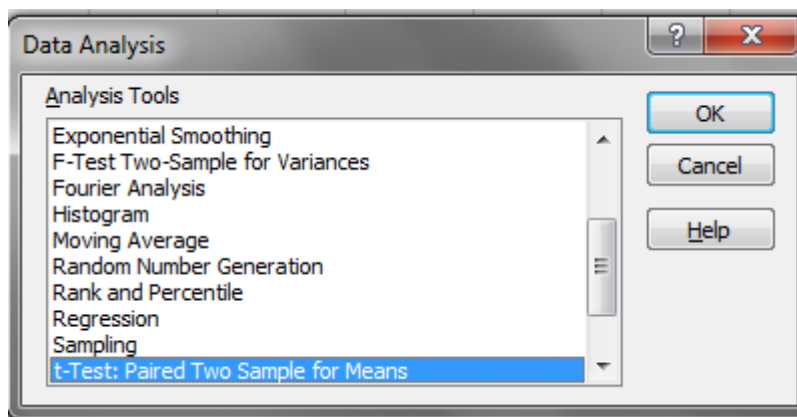 Data Analysis
?
Analysis Tools
Exponential Smoothing
F-Test Two-Sample for Variances
Fourier Analysis
Histogram
Moving Average
Random Number Generation
Rank and Percentile
Regression
Sampling
t-Test: Paired Two Sample for Means
OK
Cancel
Help